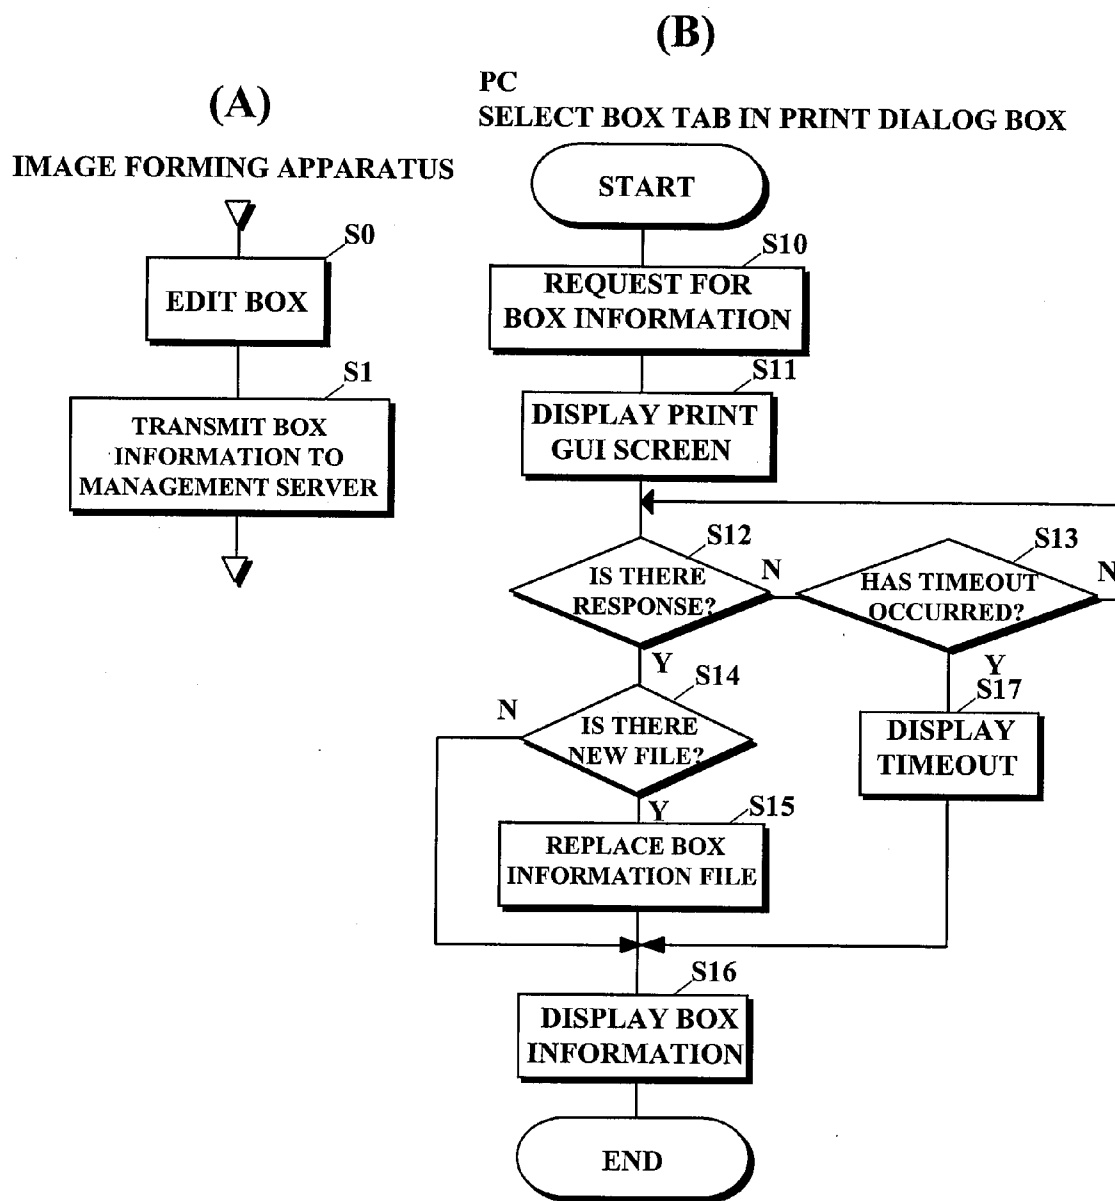 (A)
IMAGE FORMING APPARATUS
S0
EDIT BOX
S1
TRANSMIT BOX
INFORMATION TO
MANAGEMENT SERVER
(B)
PC
SELECT BOX TAB IN PRINT DIALOG BOX
START
S10
REQUEST FOR
BOX INFORMATION
S11
DISPLAY PRINT
GUI SCREEN
S12
IS THERE
RESPONSE?
N
Y
S13
HAS TIMEOUT
OCCURRED?
N
Y
S14
IS THERE
NEW FILE?
N
Y
S17
DISPLAY
TIMEOUT
S15
REPLACE BOX
INFORMATION FILE
S16
DISPLAY BOX
INFORMATION
END